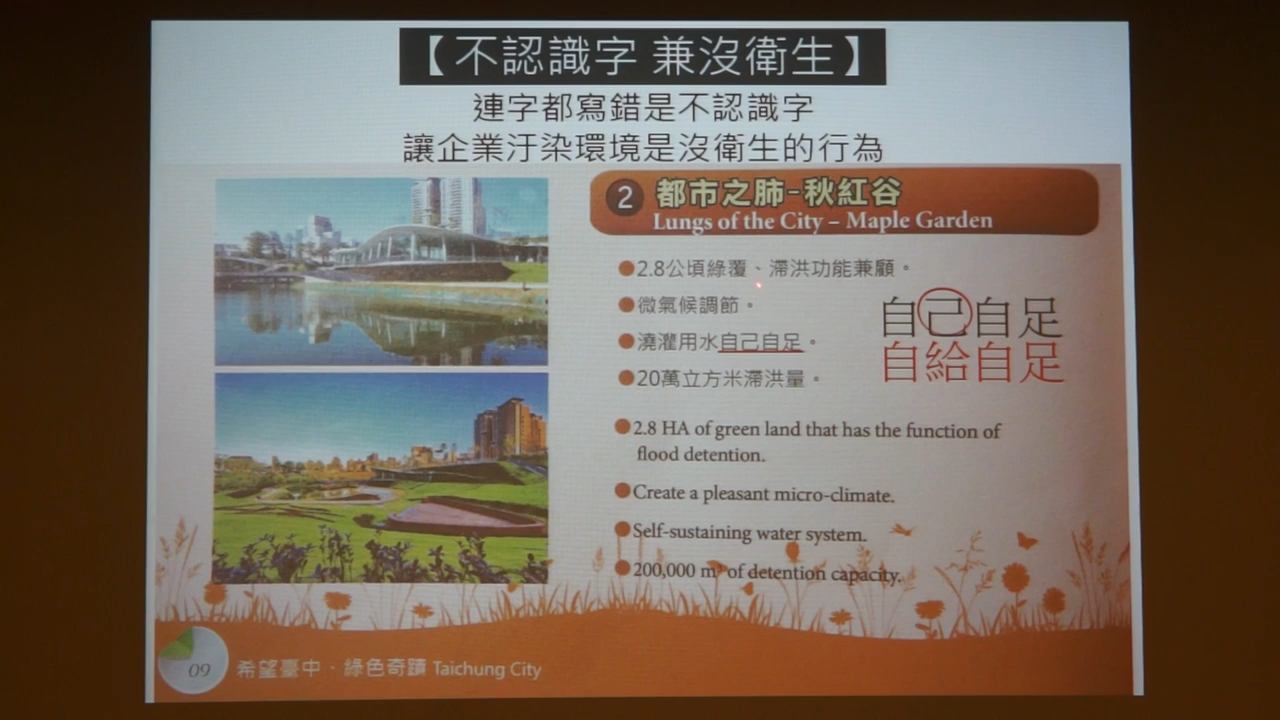 【不認識字 兼沒衛生】
連字都寫錯是不認識字
讓企業汙染環境是沒衛生的行為
2 都市之肺-秋紅谷
Lungs of the City – Maple Garden
●2.8公頃綠覆、滯洪功能兼顧。
●微氣候調節。
●澆灌用水自己自足。
●20萬立方米滯洪量。
自己自足
自給自足
●2.8 HA of green land that has the function of
flood detention.
●Create a pleasant micro-climate.
●Self-sustaining water system.
●200,000 m³ of detention capacity.
09 希望臺中、綠色奇蹟 Taichung City